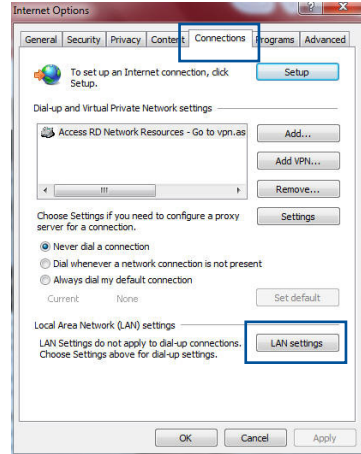 Internet Options
General Security Privacy Content Connections Programs Advanced
To set up an Internet connection, click
Setup.
Setup
Dial-up and Virtual Private Network settings
Access RD Network Resources - Go to vpn.as
Add...
Add VPN...
Remove...
Choose Settings if you need to configure a proxy
server for a connection.
Settings
Never dial a connection
Dial whenever a network connection is not present
Always dial my default connection
Current None
Set default
Local Area Network (LAN) settings
LAN Settings do not apply to dial-up connections.
Choose Settings above for dial-up settings.
LAN settings
OK Cancel Apply